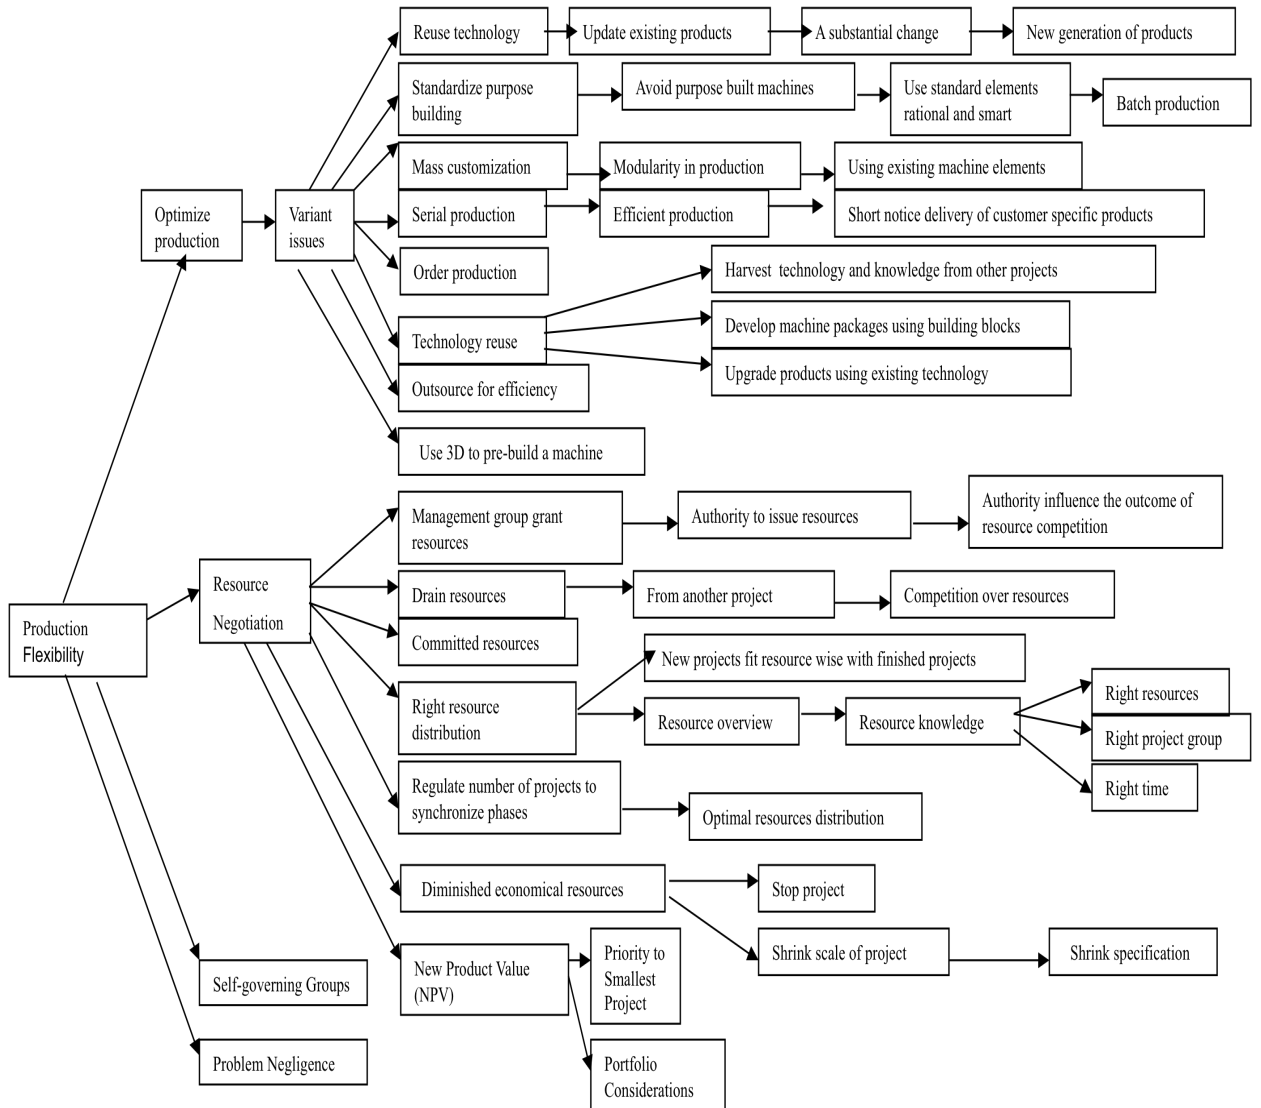 Reuse technology
Update existing products
A substantial change
New generation of products
Standardize purpose
building
Avoid purpose built machines
Use standard elements
rational and smart
Batch production
Mass customization
Modularity in production
Using existing machine elements
Optimize
production
Variant
issues
Serial production
Efficient production
Short notice delivery of customer specific products
Order production
Harvest technology and knowledge from other projects
Technology reuse
Develop machine packages using building blocks
Upgrade products using existing technology
Outsource for efficiency
Use 3D to pre-build a machine
Management group grant
resources
Authority to issue resources
Authority influence the outcome of
resource competition
Production
Flexibility
Resource
Negotiation
Drain resources
From another project
Competition over resources
Committed resources
New projects fit resource wise with finished projects
Right resource
distribution
Resource overview
Resource knowledge
Right resources
Right project group
Right time
Regulate number of projects to
synchronize phases
Optimal resources distribution
Diminished economical resources
Stop project
Shrink scale of project
Shrink specification
New Product Value
(NPV)
Priority to
Smallest
Project
Portfolio
Considerations
Self-governing Groups
Problem Negligence